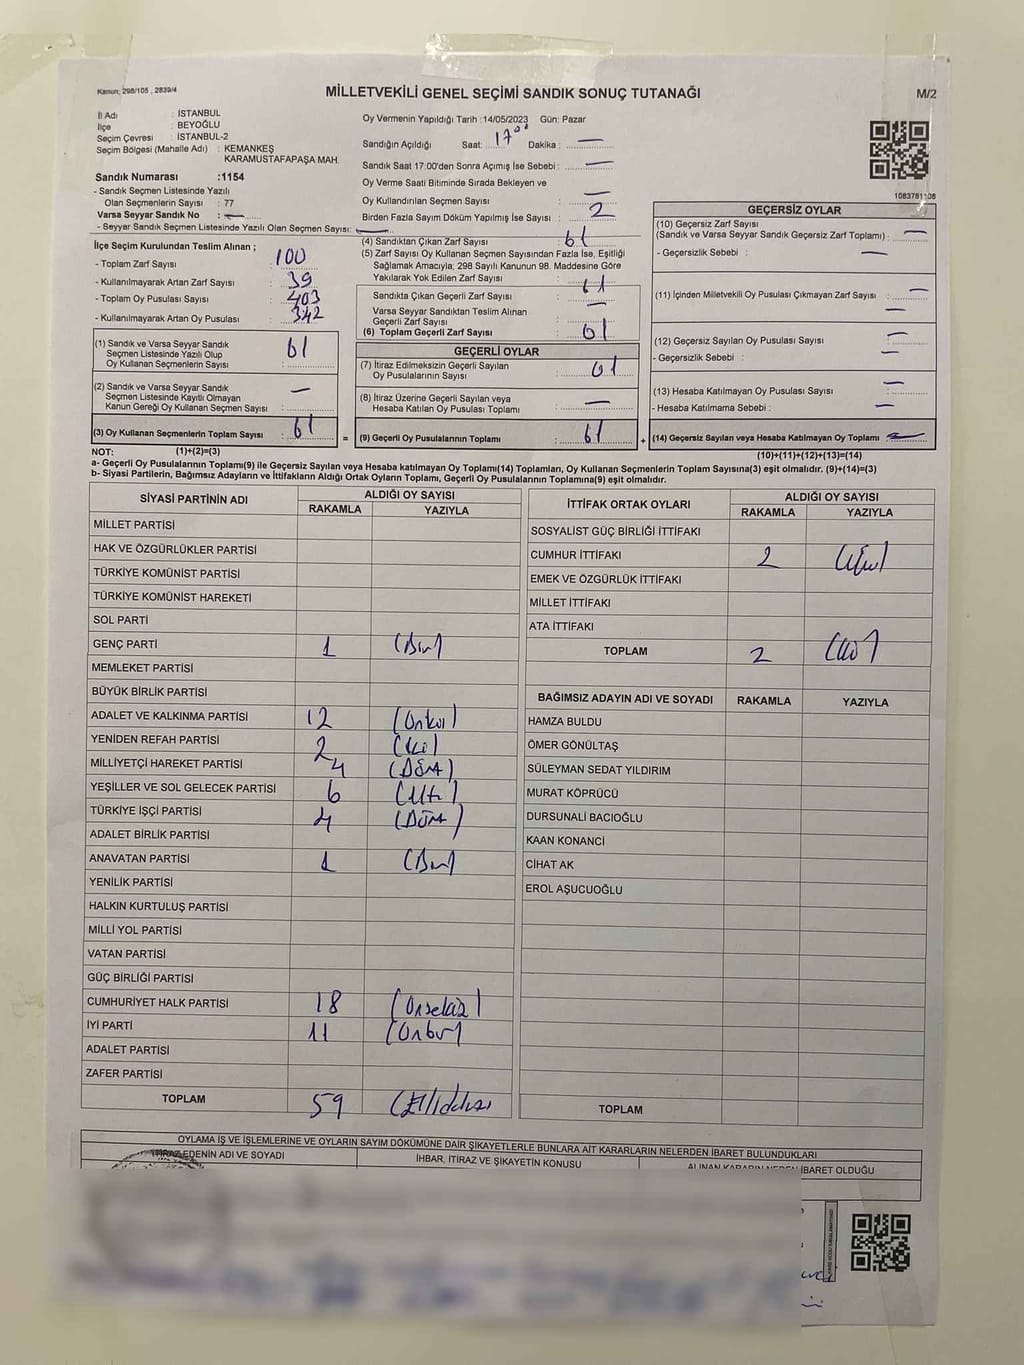 Kanun; 298/105 , 2839/4
MİLLETVEKİLİ GENEL SEÇİMİ SANDIK SONUÇ TUTANAĞI
M/2
İl Adı : İSTANBUL
İlçe : BEYOĞLU
Seçim Çevresi : İSTANBUL-2
Seçim Bölgesi (Mahalle Adı) : KEMANKEŞ
KARAMUSTAFAPAŞA MAH.
Sandık Numarası :1154
- Sandık Seçmen Listesinde Yazılı
Olan Seçmenlerin Sayısı : 77
Varsa Seyyar Sandık No : —
- Seyyar Sandık Seçmen Listesinde Yazılı Olan Seçmen Sayısı: —
İlçe Seçim Kurulundan Teslim Alınan ;
- Toplam Zarf Sayısı : 100
- Kullanılmayarak Artan Zarf Sayısı : 39
- Toplam Oy Pusulası Sayısı : 403
- Kullanılmayarak Artan Oy Pusulası : 342
(1) Sandık ve Varsa Seyyar Sandık
Seçmen Listesinde Yazılı Olup
Oy Kullanan Seçmenlerin Sayısı : 61
(2) Sandık ve Varsa Seyyar Sandık
Seçmen Listesinde Kayıtlı Olmayan
Kanun Gereği Oy Kullanan Seçmen Sayısı : —
(3) Oy Kullanan Seçmenlerin Toplam Sayısı : 61
Oy Vermenin Yapıldığı Tarih :14/05/2023 Gün: Pazar
Sandığın Açıldığı Saat: 17°° Dakika : —
Sandık Saat 17:00'den Sonra Açımış İse Sebebi : —
Oy Verme Saati Bitiminde Sırada Bekleyen ve
Oy Kullandırılan Seçmen Sayısı : —
Birden Fazla Sayım Döküm Yapılmış İse Sayısı : 2
(4) Sandıktan Çıkan Zarf Sayısı : 61
(5) Zarf Sayısı Oy Kullanan Seçmen Sayısından Fazla İse, Eşitliği
Sağlamak Amacıyla, 298 Sayılı Kanunun 98. Maddesine Göre
Yakılarak Yok Edilen Zarf Sayısı :
Sandıkta Çıkan Geçerli Zarf Sayısı : 61
Varsa Seyyar Sandıktan Teslim Alınan
Geçerli Zarf Sayısı : —
(6) Toplam Geçerli Zarf Sayısı : 61
GEÇERLİ OYLAR
(7) İtiraz Edilmeksizin Geçerli Sayılan
Oy Pusulalarının Sayısı : 61
(8) İtiraz Üzerine Geçerli Sayılan veya
Hesaba Katılan Oy Pusulası Toplamı : —
= (9) Geçerli Oy Pusulalarının Toplamı : 61
1083781108
GEÇERSİZ OYLAR
(10) Geçersiz Zarf Sayısı
(Sandık ve Varsa Seyyar Sandık Geçersiz Zarf Toplamı) : —
- Geçersizlik Sebebi :
(11) İçinden Milletvekili Oy Pusulası Çıkmayan Zarf Sayısı : —
(12) Geçersiz Sayılan Oy Pusulası Sayısı : —
- Geçersizlik Sebebi : —
(13) Hesaba Katılmayan Oy Pusulası Sayısı : —
- Hesaba Katılmama Sebebi : —
+ (14) Geçersiz Sayılan veya Hesaba Katılmayan Oy Toplamı : —
NOT: (1)+(2)=(3) (10)+(11)+(12)+(13)=(14)
a- Geçerli Oy Pusulalarının Toplamı(9) ile Geçersiz Sayılan veya Hesaba katılmayan Oy Toplamı(14) Toplamları, Oy Kullanan Seçmenlerin Toplam Sayısına(3) eşit olmalıdır. (9)+(14)=(3)
b- Siyasi Partilerin, Bağımsız Adayların ve İttifakların Aldığı Ortak Oyların Toplamı, Geçerli Oy Pusulalarının Toplamına(9) eşit olmalıdır.
SİYASİ PARTİNİN ADI ALDIĞI OY SAYISI
RAKAMLA YAZIYLA
MİLLET PARTİSİ
HAK VE ÖZGÜRLÜKLER PARTİSİ
TÜRKİYE KOMÜNİST PARTİSİ
TÜRKİYE KOMÜNİST HAREKETİ
SOL PARTİ
GENÇ PARTİ 1 (Bir)
MEMLEKET PARTİSİ
BÜYÜK BİRLİK PARTİSİ
ADALET VE KALKINMA PARTİSİ 12 (Oniki)
YENİDEN REFAH PARTİSİ 2 (iki)
MİLLİYETÇİ HAREKET PARTİSİ 4 (Dört)
YEŞİLLER VE SOL GELECEK PARTİSİ 6 (Altı)
TÜRKİYE İŞÇİ PARTİSİ 4 (Dört)
ADALET BİRLİK PARTİSİ
ANAVATAN PARTİSİ 1 (Bir)
YENİLİK PARTİSİ
HALKIN KURTULUŞ PARTİSİ
MİLLİ YOL PARTİSİ
VATAN PARTİSİ
GÜÇ BİRLİĞİ PARTİSİ
CUMHURİYET HALK PARTİSİ 18 (Onsekiz)
İYİ PARTİ 11 (Onbir)
ADALET PARTİSİ
ZAFER PARTİSİ
TOPLAM 59 (Ellidokuz
İTTİFAK ORTAK OYLARI ALDIĞI OY SAYISI
RAKAMLA YAZIYLA
SOSYALİST GÜÇ BİRLİĞİ İTTİFAKI
CUMHUR İTTİFAKI 2 (iki)
EMEK VE ÖZGÜRLÜK İTTİFAKI
MİLLET İTTİFAKI
ATA İTTİFAKI
TOPLAM 2 (iki)
BAĞIMSIZ ADAYIN ADI VE SOYADI RAKAMLA YAZIYLA
HAMZA BULDU
ÖMER GÖNÜLTAŞ
SÜLEYMAN SEDAT YILDIRIM
MURAT KÖPRÜCÜ
DURSUNALİ BACIOĞLU
KAAN KONANCİ
CİHAT AK
EROL AŞUCUOĞLU
TOPLAM
OYLAMA İŞ VE İŞLEMLERİNE VE OYLARIN SAYIM DÖKÜMÜNE DAİR ŞİKAYETLERLE BUNLARA AİT KARARLARIN NELERDEN İBARET BULUNDUKLARI
İTİRAZ EDENİN ADI VE SOYADI İHBAR, İTİRAZ VE ŞİKAYETİN KONUSU ALINAN KARARIN NEDEN İBARET OLDUĞU